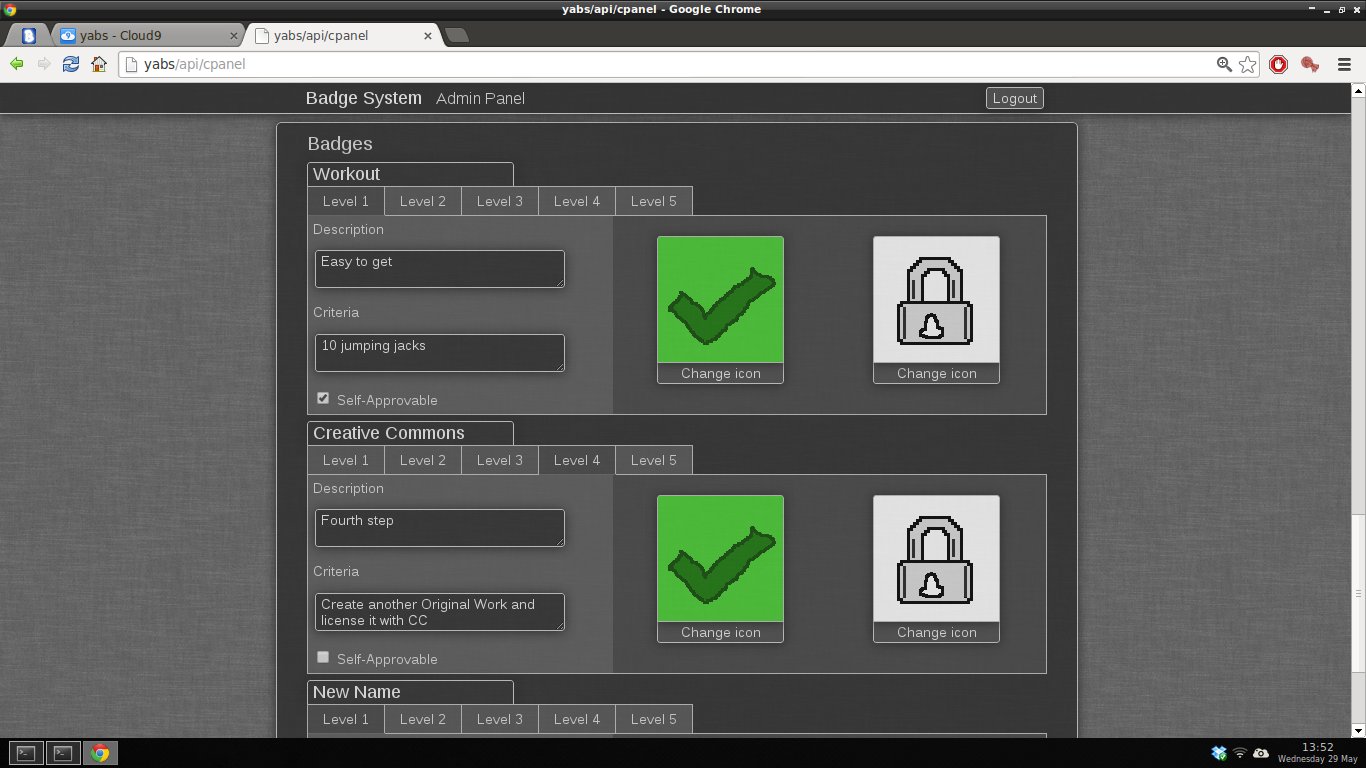 yabs/api/cpanel - Google Chrome
yabs - Cloud9
yabs/api/cpanel
yabs/api/cpanel
Badge System Admin Panel
Logout
Badges
Workout
Level 1 Level 2 Level 3 Level 4 Level 5
Description
Easy to get
Criteria
10 jumping jacks
Self-Approvable
Change icon
Change icon
Creative Commons
Level 1 Level 2 Level 3 Level 4 Level 5
Description
Fourth step
Criteria
Create another Original Work and
license it with CC
Self-Approvable
Change icon
Change icon
New Name
Level 1 Level 2 Level 3 Level 4 Level 5
13:52
Wednesday 29 May